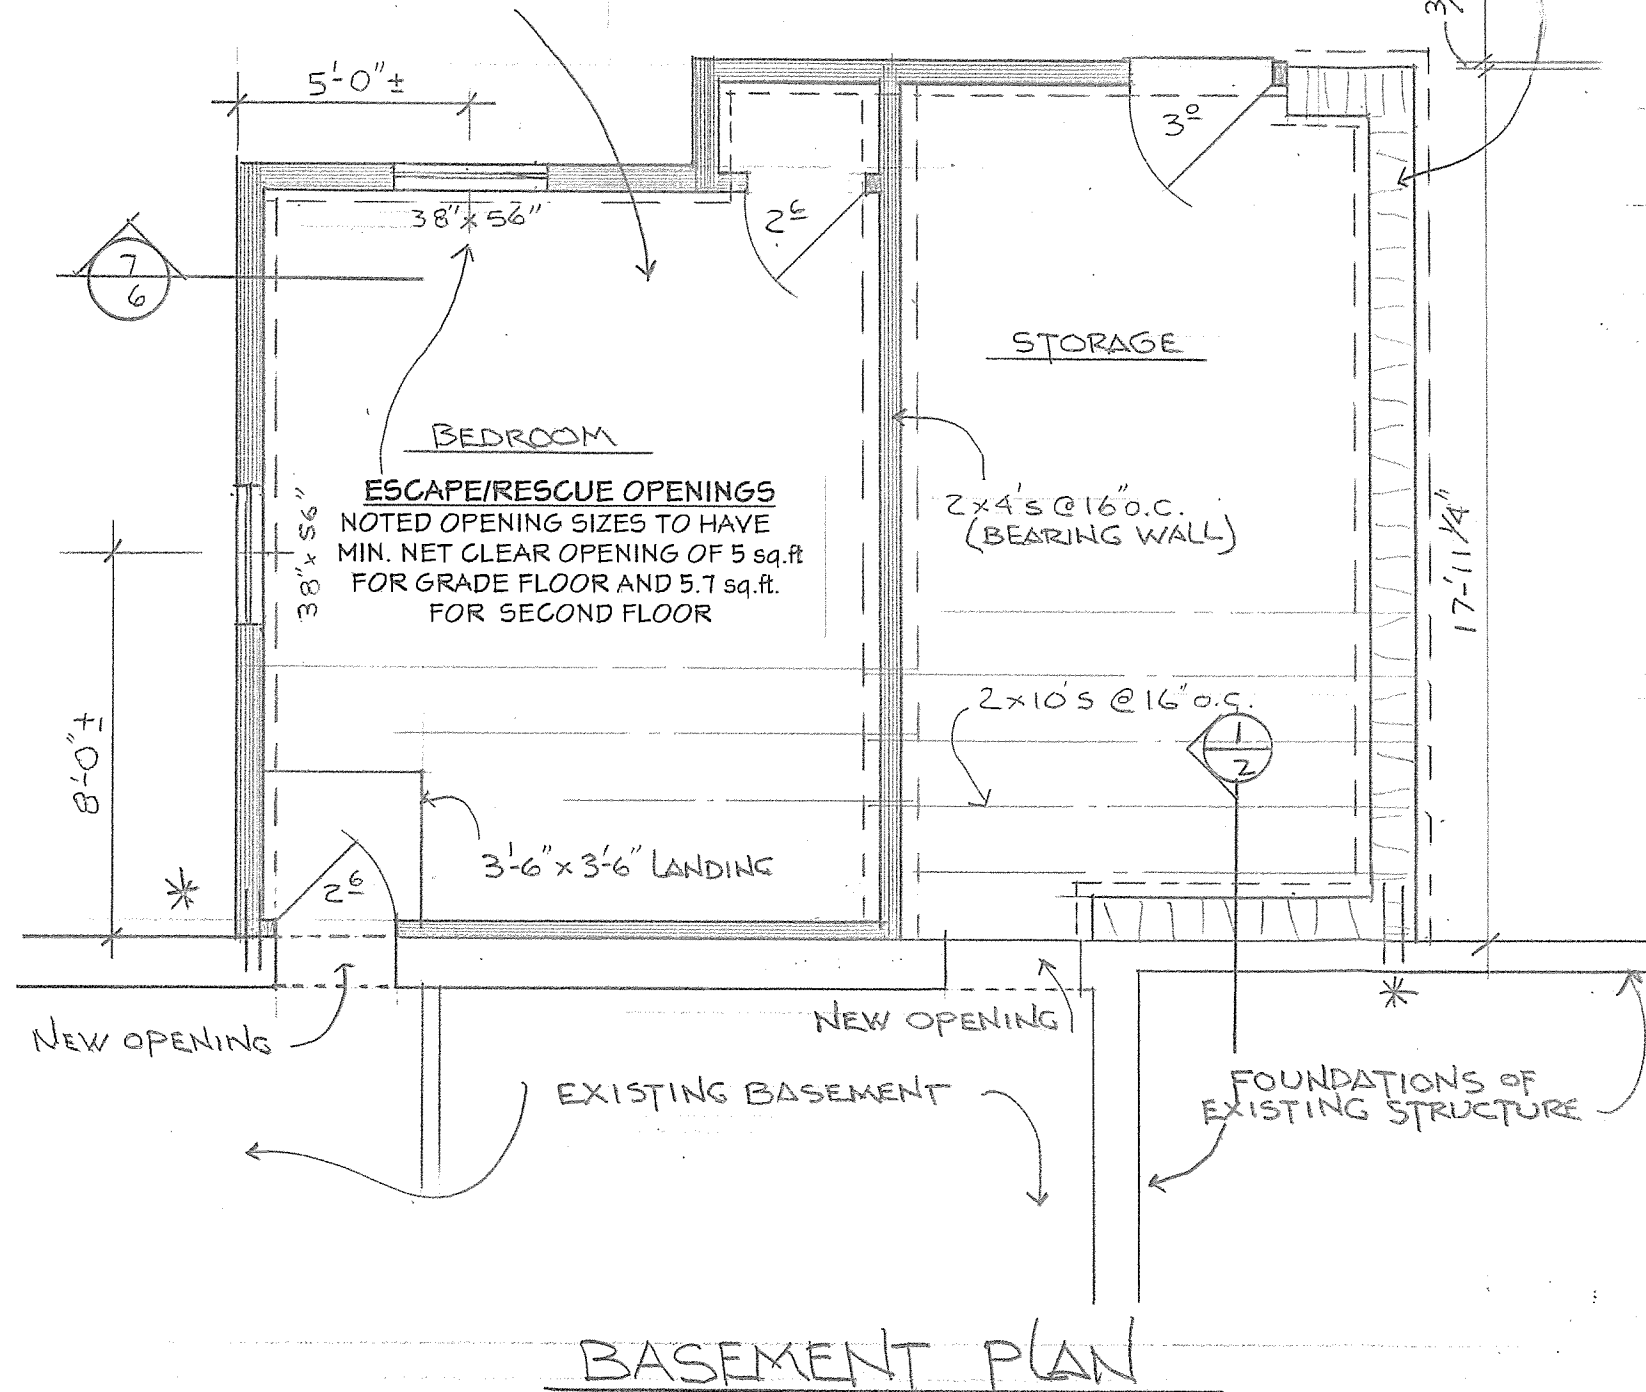 5'-0"±
3°
38"x56"
2⁶
7
6
STORAGE
BEDROOM
ESCAPE/RESCUE OPENINGS
NOTED OPENING SIZES TO HAVE
MIN. NET CLEAR OPENING OF 5 sq.ft
FOR GRADE FLOOR AND 5.7 sq.ft.
FOR SECOND FLOOR
38"x56"
2x4's @ 16"o.c.
(BEARING WALL)
17'-11 1/4"
2x10's @ 16"o.c.
1
2
8'-0"±
3'-6"x3'-6" LANDING
2⁶
*
*
NEW OPENING
NEW OPENING
EXISTING BASEMENT
FOUNDATIONS OF
EXISTING STRUCTURE
BASEMENT PLAN